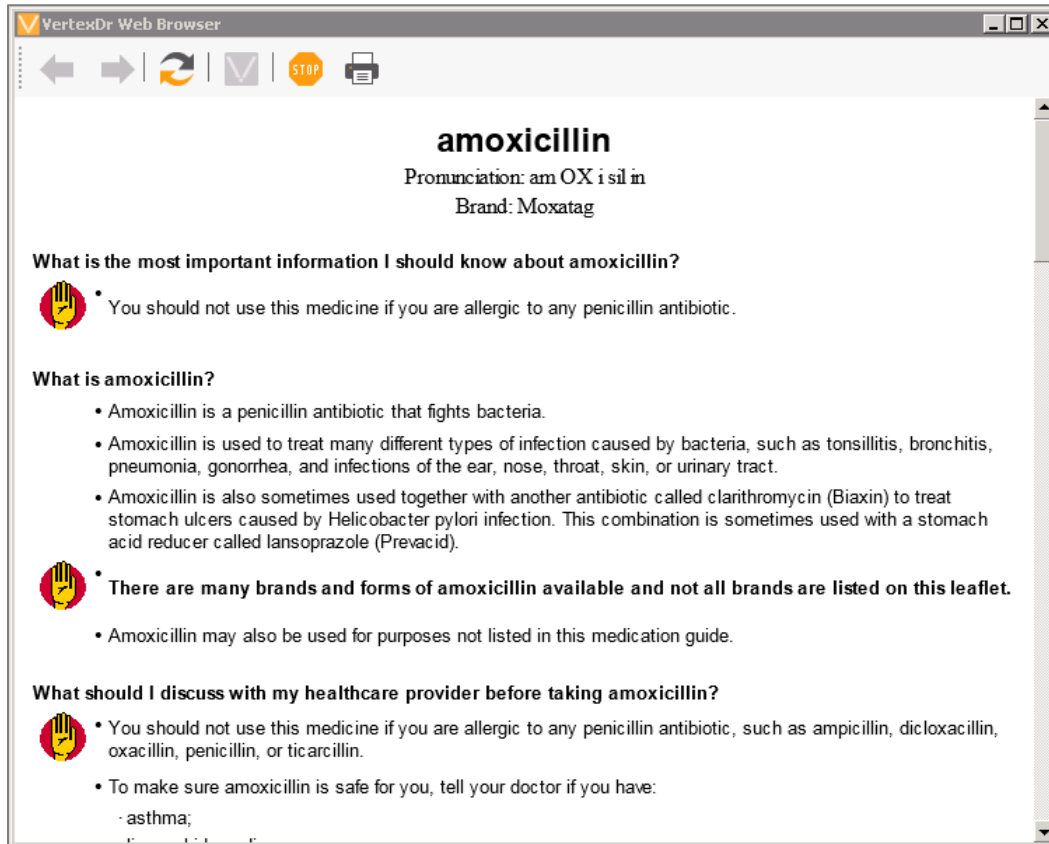 VertexDr Web Browser
STOP
amoxicillin
Pronunciation: am OX i sil in
Brand: Moxatag
What is the most important information I should know about amoxicillin?
• You should not use this medicine if you are allergic to any penicillin antibiotic.
What is amoxicillin?
• Amoxicillin is a penicillin antibiotic that fights bacteria.
• Amoxicillin is used to treat many different types of infection caused by bacteria, such as tonsillitis, bronchitis,
pneumonia, gonorrhea, and infections of the ear, nose, throat, skin, or urinary tract.
• Amoxicillin is also sometimes used together with another antibiotic called clarithromycin (Biaxin) to treat
stomach ulcers caused by Helicobacter pylori infection. This combination is sometimes used with a stomach
acid reducer called lansoprazole (Prevacid).
• There are many brands and forms of amoxicillin available and not all brands are listed on this leaflet.
• Amoxicillin may also be used for purposes not listed in this medication guide.
What should I discuss with my healthcare provider before taking amoxicillin?
• You should not use this medicine if you are allergic to any penicillin antibiotic, such as ampicillin, dicloxacillin,
oxacillin, penicillin, or ticarcillin.
• To make sure amoxicillin is safe for you, tell your doctor if you have:
· asthma;